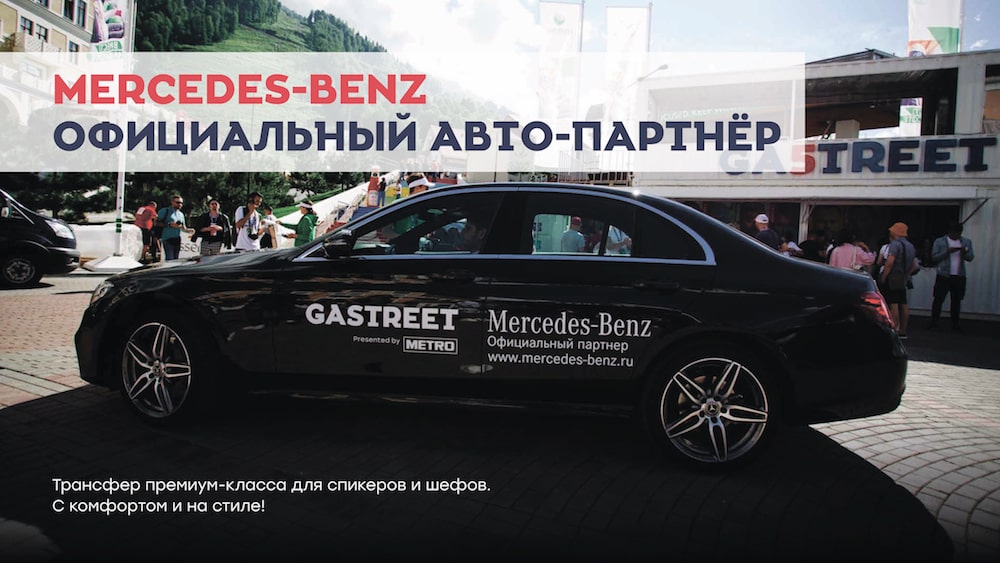 MERCEDES-BENZ
ОФИЦИАЛЬНЫЙ АВТО-ПАРТНЁР
GASTREET
GASTREET
Presented by METRO
Mercedes-Benz
Официальный партнер
www.mercedes-benz.ru
Трансфер премиум-класса для спикеров и шефов.
С комфортом и на стиле!